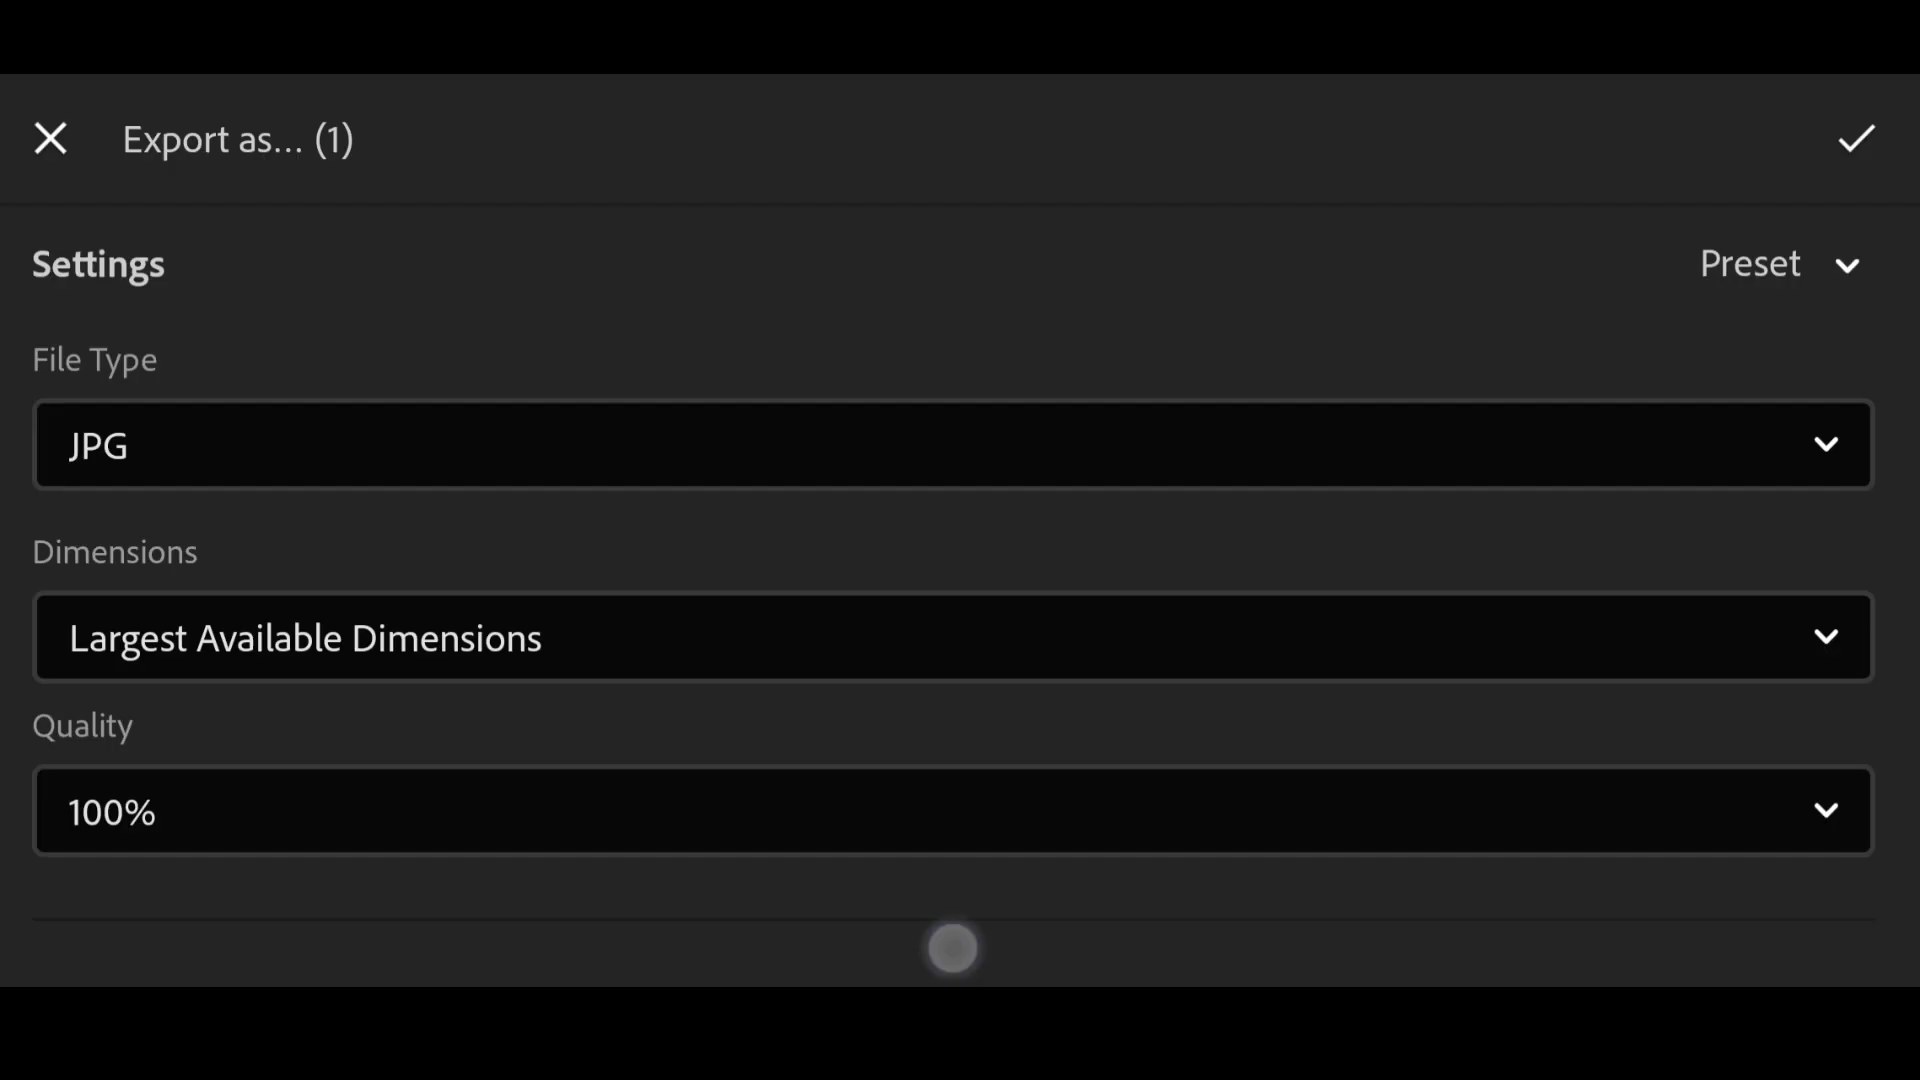 Export as... (1)
Settings
Preset
File Type
JPG
Dimensions
Largest Available Dimensions
Quality
100%